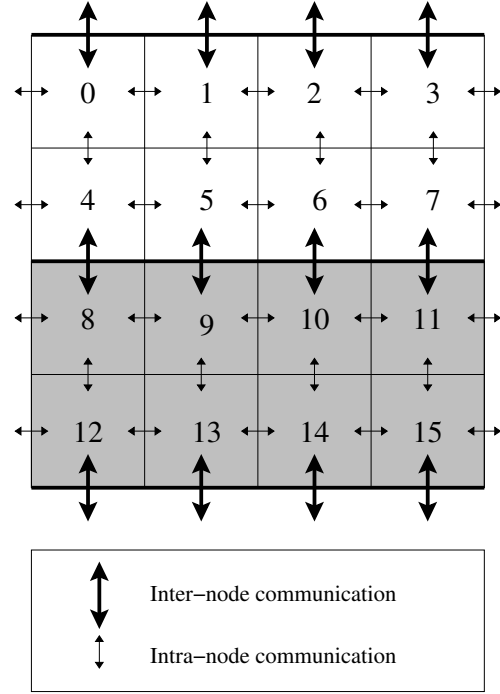 0 1 2 3
4 5 6 7
8 9 10 11
12 13 14 15
Inter−node communication
Intra−node communication